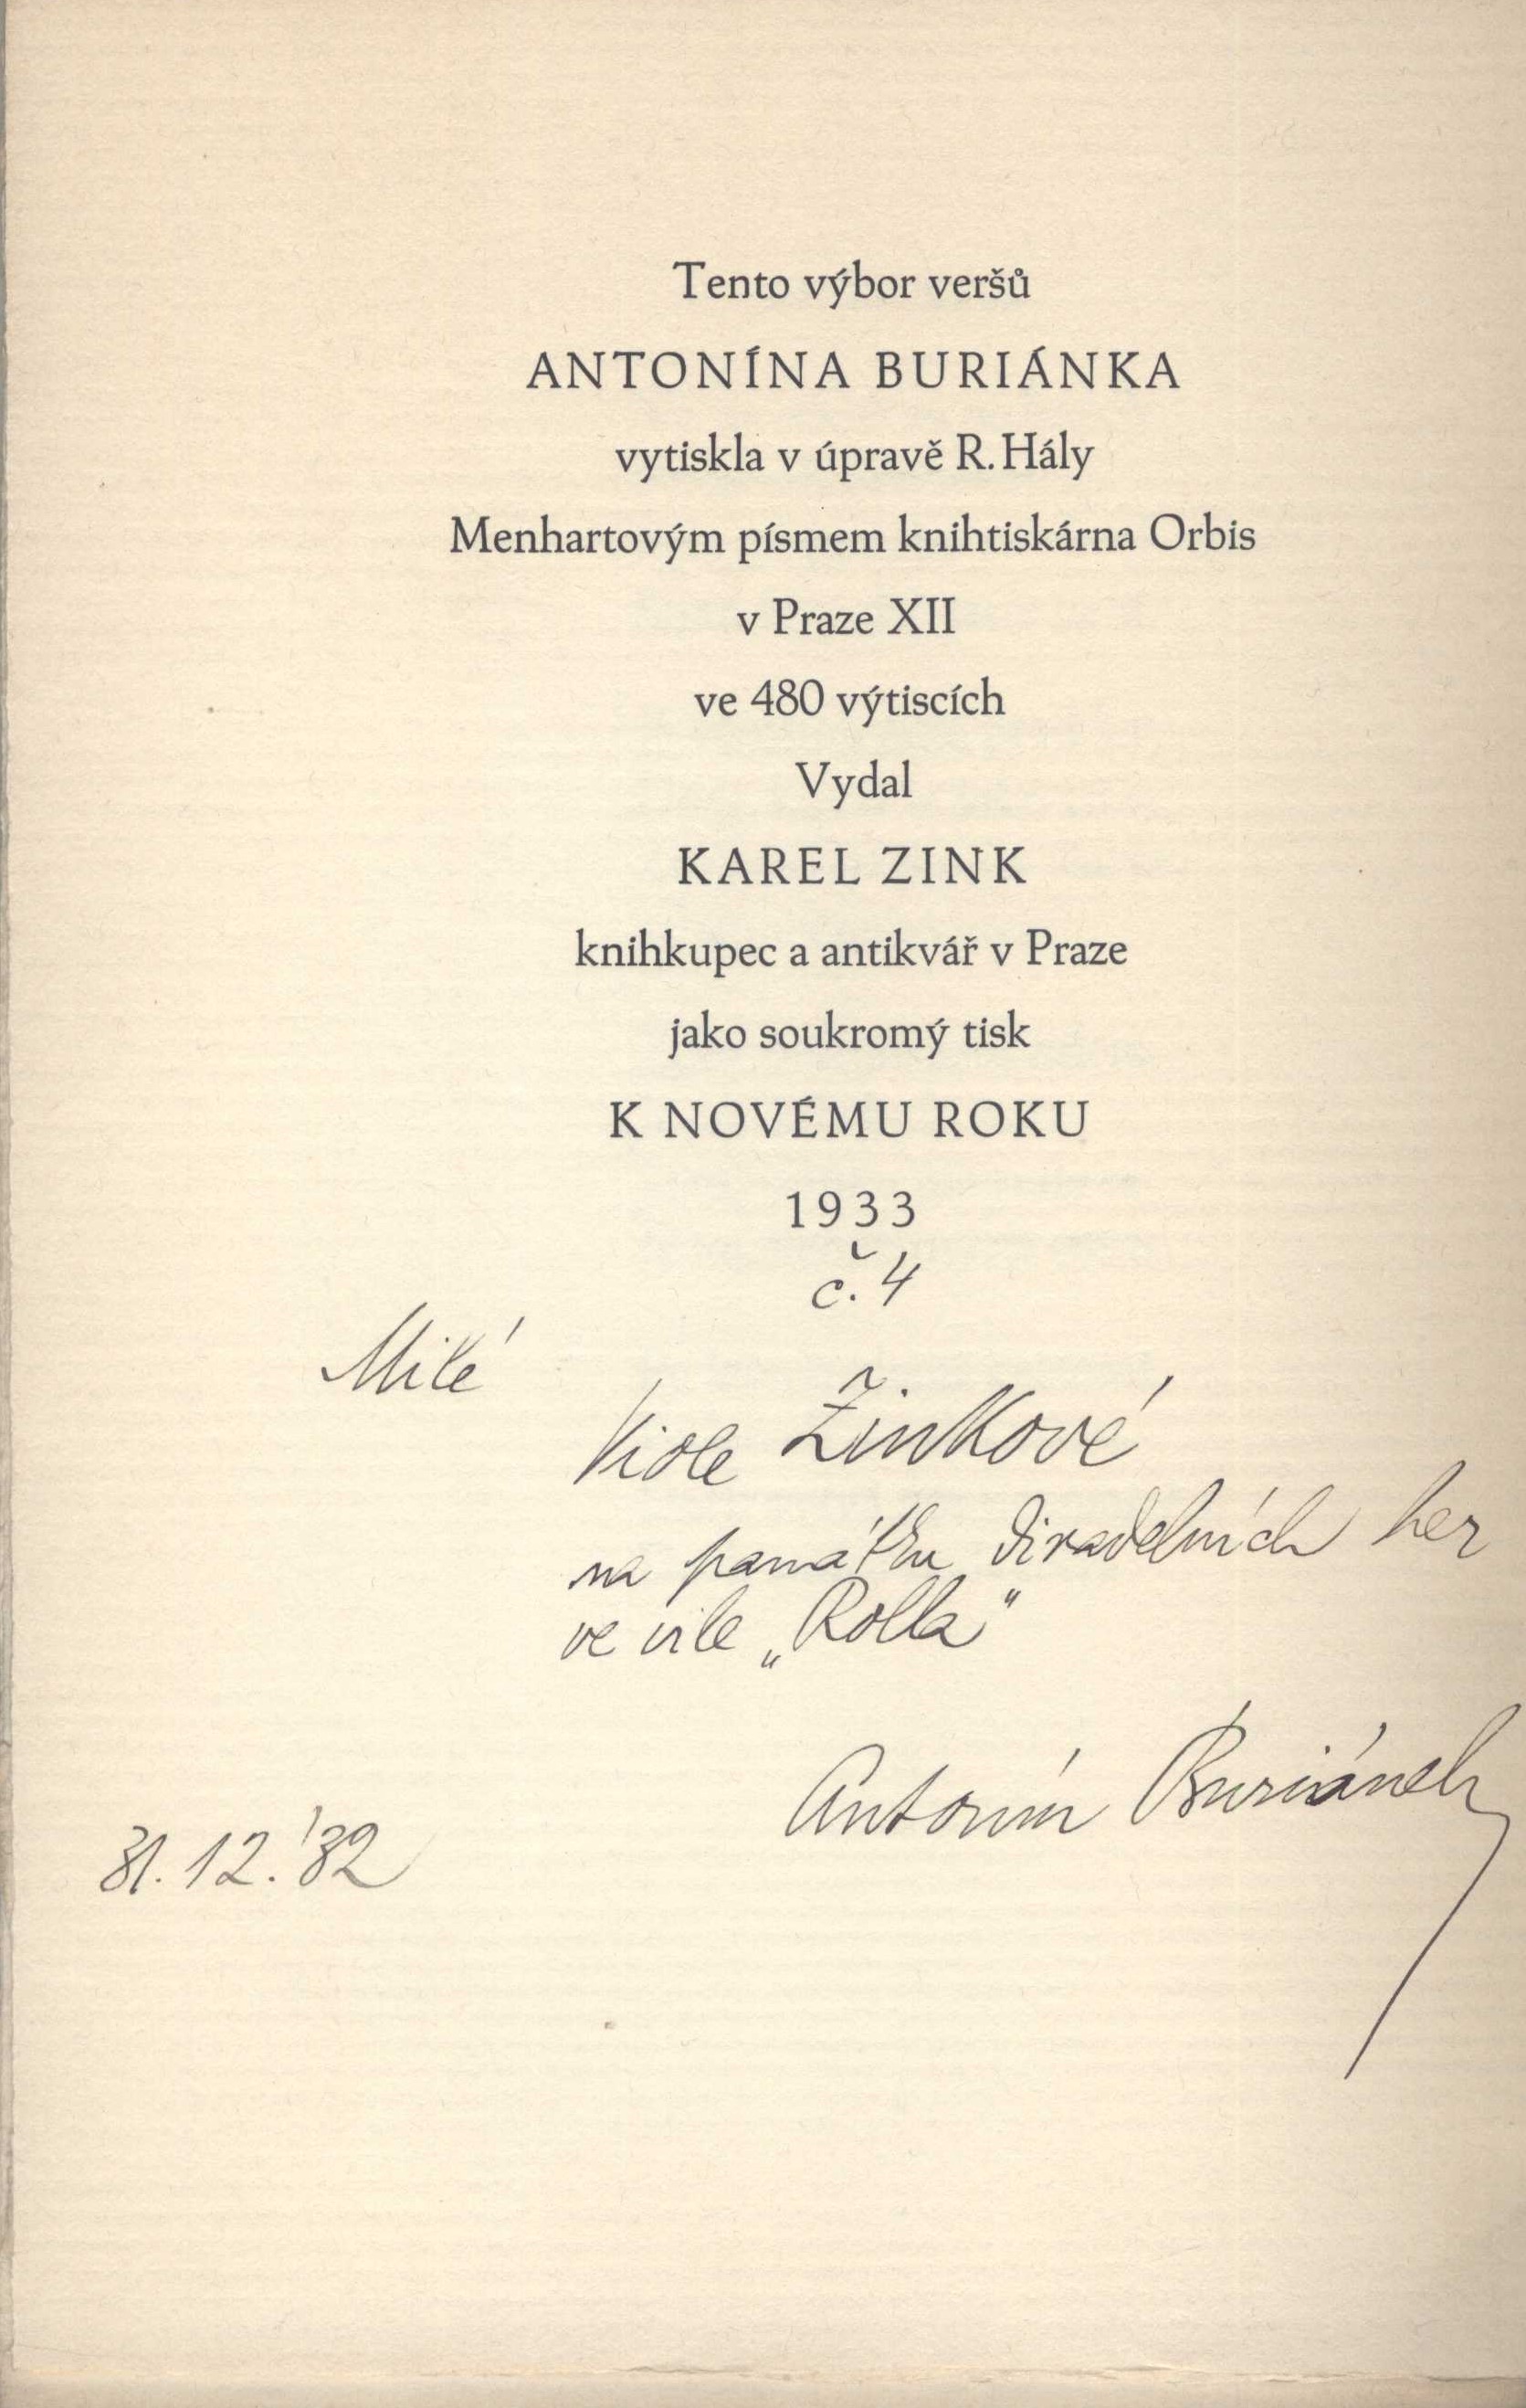 Tento výbor veršů
ANTONÍNA BURIÁNKA
vytiskla v úpravě R. Hály
Menhartovým písmem knihtiskárna Orbis
v Praze XII
ve 480 výtiscích
Vydal
KAREL ZINK
knihkupec a antikvář v Praze
jako soukromý tisk
K NOVÉMU ROKU
1933
č. 4
Milé
Viole Žinkové
na památku divadelních her
ve vile „Rolla“
Antonín Buriánek
31. 12. '32